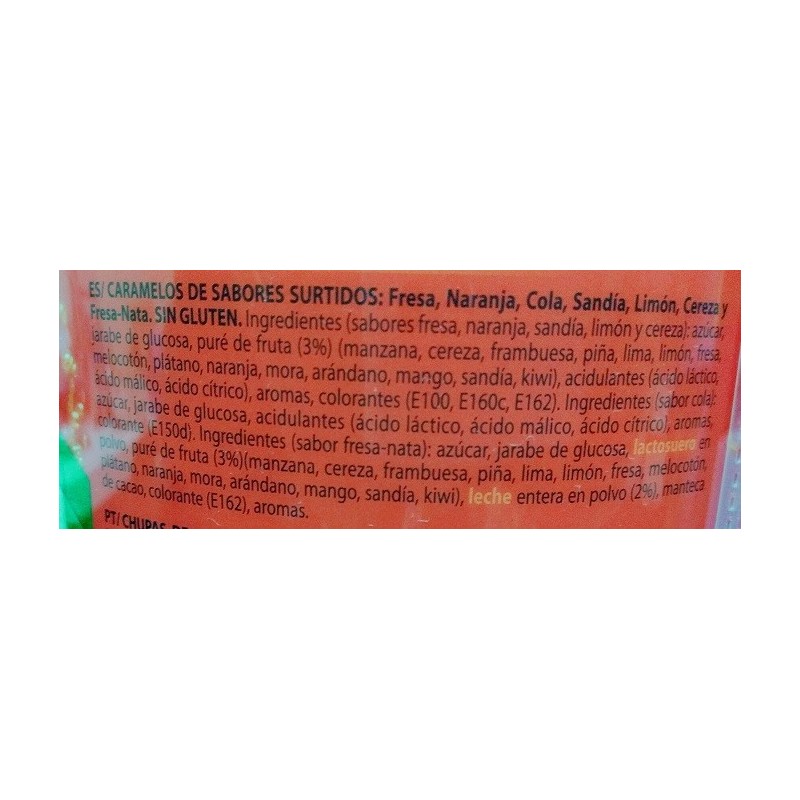 ES/ CARAMELOS DE SABORES SURTIDOS: Fresa, Naranja, Cola, Sandía, Limón, Cereza y
Fresa-Nata. SIN GLUTEN. Ingredientes (sabores fresa, naranja, sandía, limón y cereza): azúcar,
jarabe de glucosa, puré de fruta (3%) (manzana, cereza, frambuesa, piña, lima, limón, fresa,
melocotón, plátano, naranja, mora, arándano, mango, sandía, kiwi), acidulantes (ácido láctico,
ácido málico, ácido cítrico), aromas, colorantes (E100, E160c, E162). Ingredientes (sabor cola):
azúcar, jarabe de glucosa, acidulantes (ácido láctico, ácido málico, ácido cítrico), aromas,
colorante (E150d). Ingredientes (sabor fresa-nata): azúcar, jarabe de glucosa, lactosuero en
polvo, puré de fruta (3%)(manzana, cereza, frambuesa, piña, lima, limón, fresa, melocotón,
plátano, naranja, mora, arándano, mango, sandía, kiwi), leche entera en polvo (2%), manteca
de cacao, colorante (E162), aromas.
PT/ CHUPAS